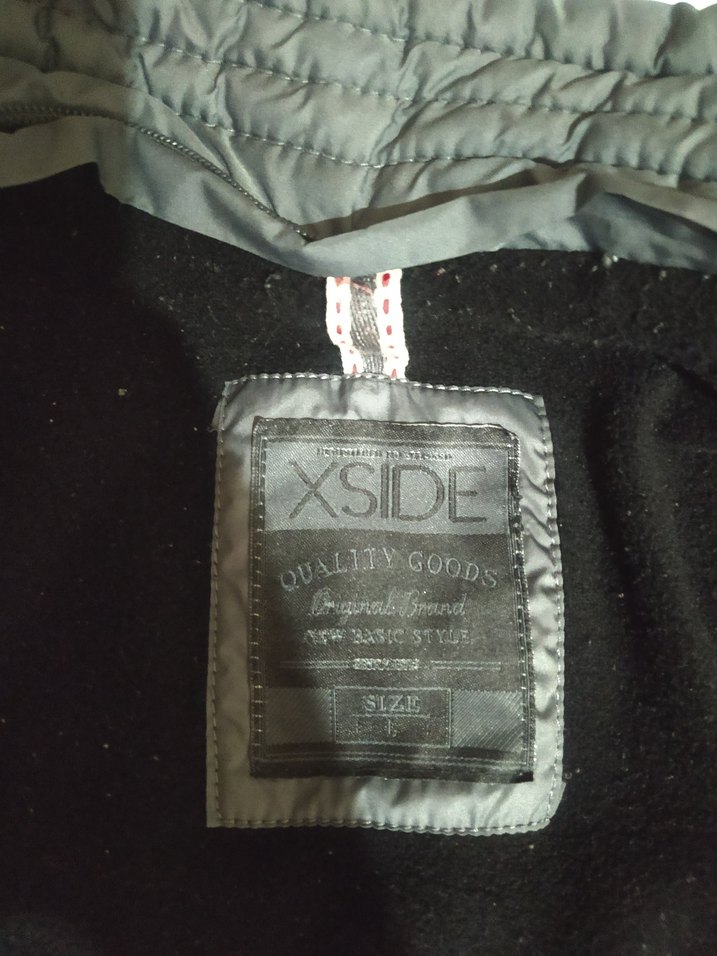 XSIDE
QUALITY GOODS
Original Brand
NEW BASIC STYLE
SIZE
L